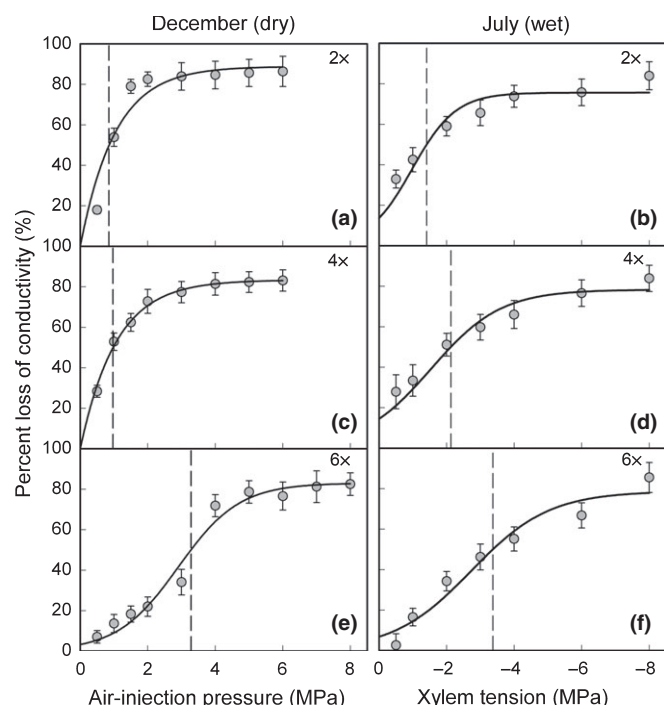 December (dry)
July (wet)
Percent loss of conductivity (%)
100
80
60
40
20
2×
(a)
2×
(b)
100
80
60
40
20
4×
(c)
4×
(d)
100
80
60
40
20
0
6×
(e)
6×
(f)
0 2 4 6 8
0 –2 –4 –6 –8
Air-injection pressure (MPa)
Xylem tension (MPa)